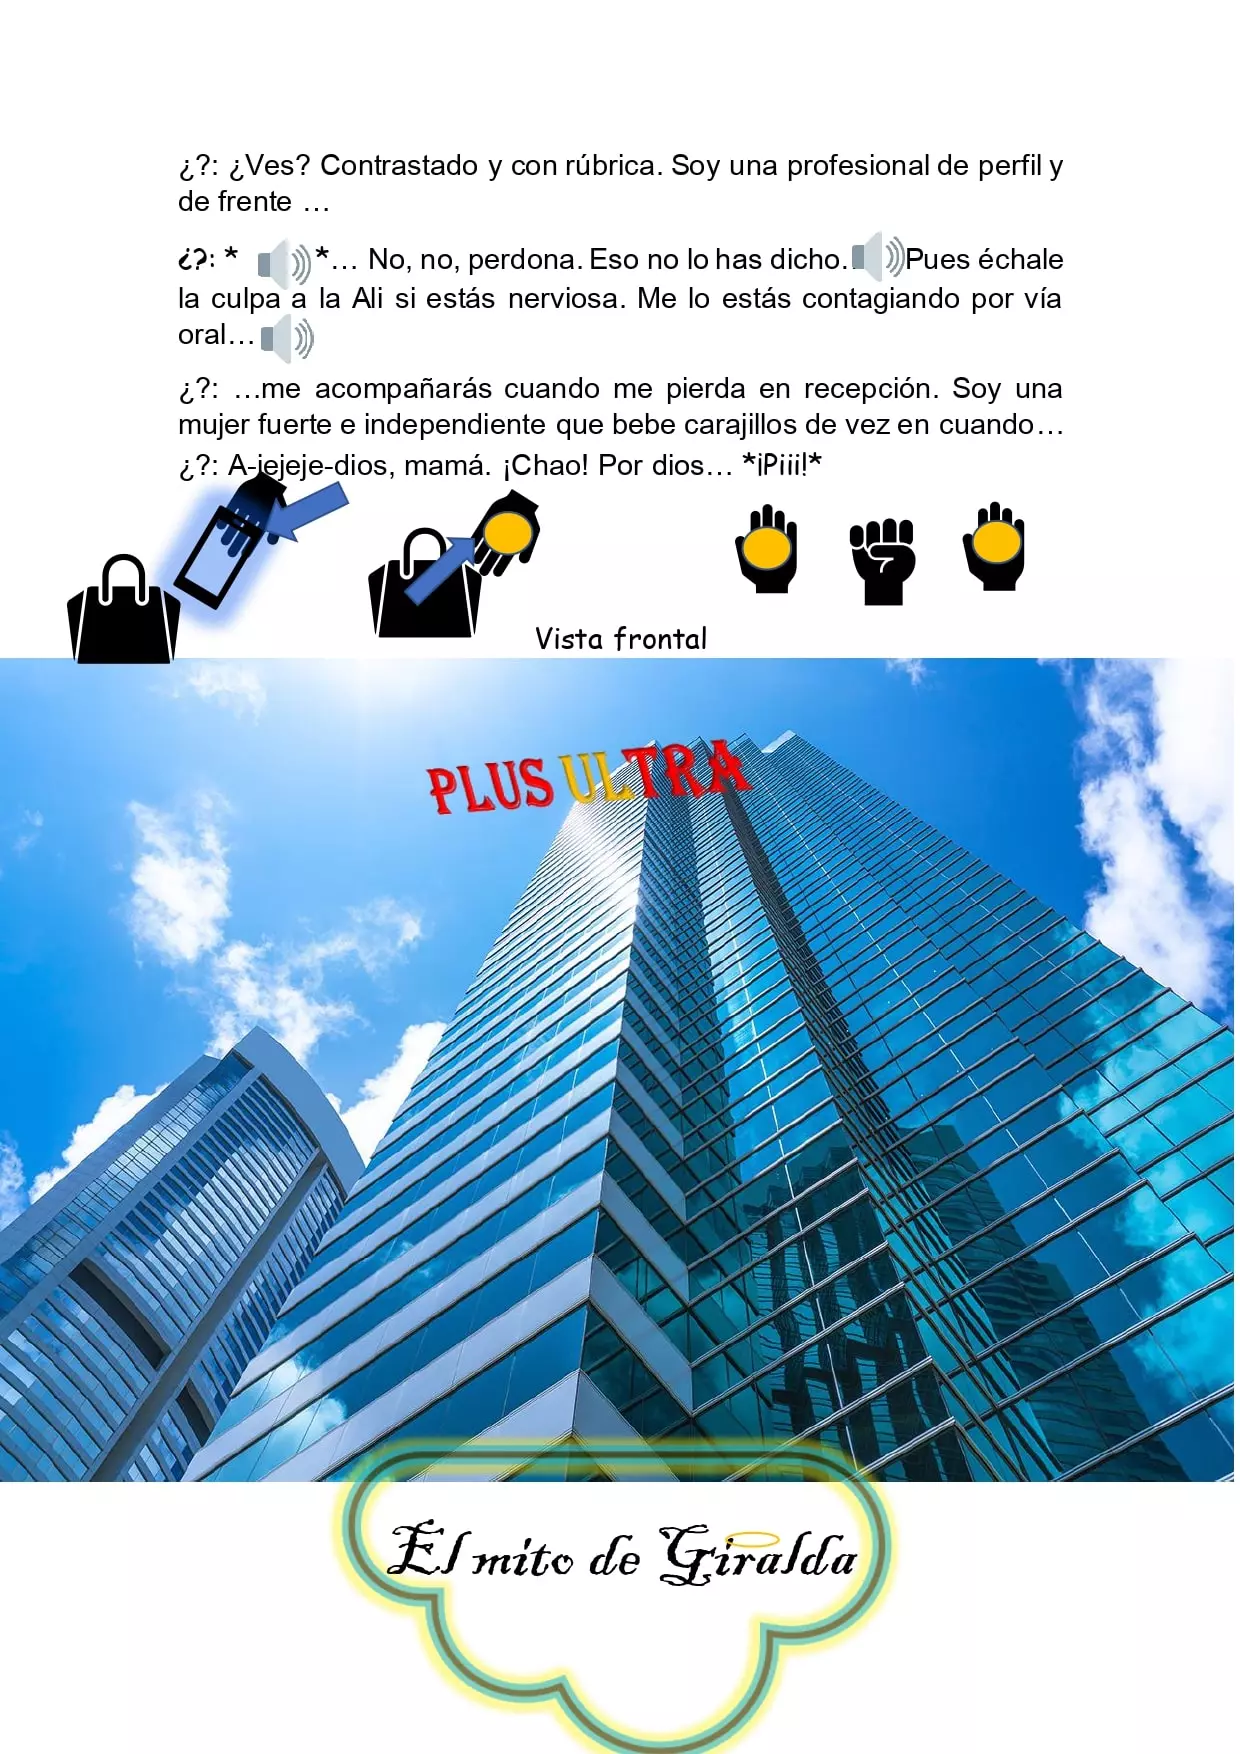 ¿?: ¿Ves? Contrastado y con rúbrica. Soy una profesional de perfil y
de frente …
¿?: * *… No, no, perdona. Eso no lo has dicho… Pues échale
la culpa a la Ali si estás nerviosa. Me lo estás contagiando por vía
oral…
¿?: …me acompañarás cuando me pierda en recepción. Soy una
mujer fuerte e independiente que bebe carajillos de vez en cuando…
¿?: A-jejeje-dios, mamá. ¡Chao! Por dios… *¡Piii!*
Vista frontal
PLUS ULTRA
El mito de Giralda